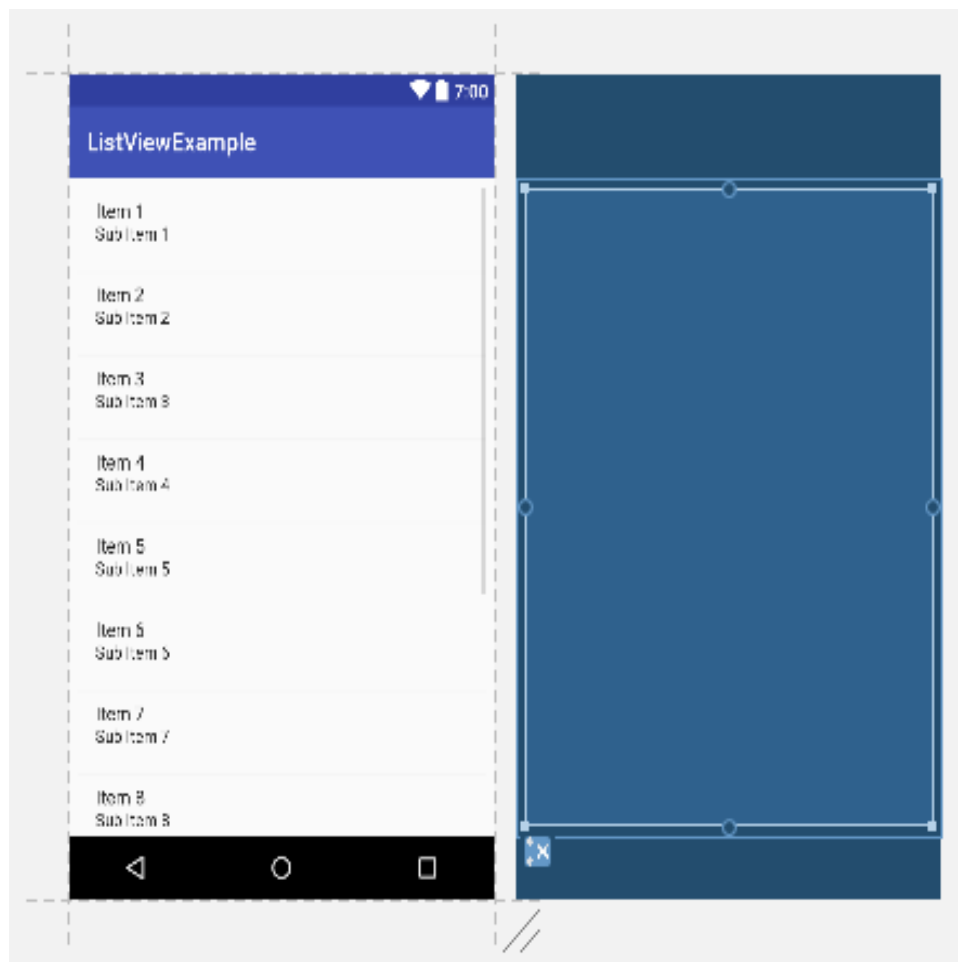 7:00
ListViewExample
Item 1
Sub Item 1
Item 2
Sub Item 2
Item 3
Sub Item 3
Item 4
Sub Item 4
Item 5
Sub Item 5
Item 6
Sub Item 6
Item 7
Sub Item 7
Item 8
Sub Item 8